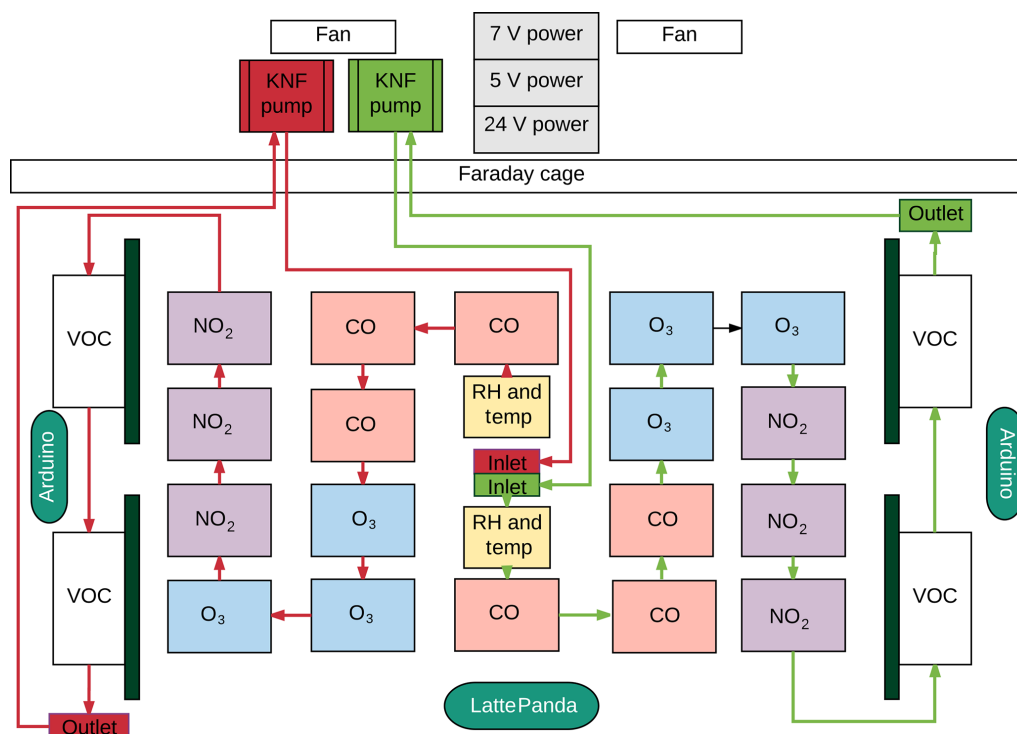 Fan
7 V power
Fan
KNF
pump
KNF
pump
5 V power
24 V power
Faraday cage
Outlet
VOC
NO₂
CO
CO
O₃
O₃
VOC
RH and
temp
NO₂
CO
O₃
NO₂
Arduino
Inlet
Inlet
Arduino
NO₂
O₃
RH and
temp
CO
NO₂
VOC
O₃
O₃
CO
CO
NO₂
VOC
LattePanda
Outlet